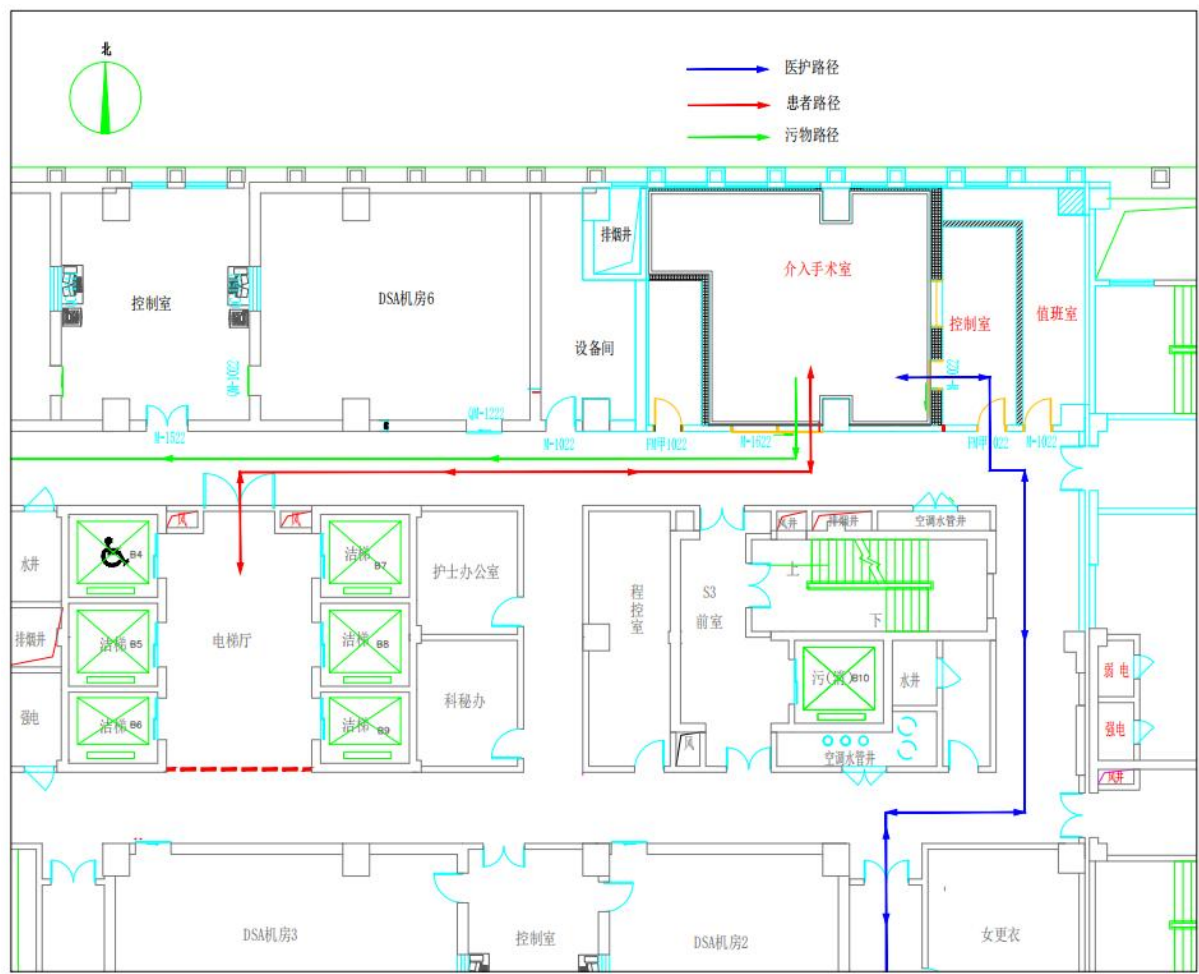 北
医护路径
患者路径
污物路径
排烟井
介入手术室
控制室
DSA机房6
设备间
控制室
值班室
QM-1022
M-1022
M-1522
QM-1222
M-1022
FM甲1022
M-1622
FM甲1022
M-1022
风
风
风井
排烟井
空调水管井
水井
B4
洁梯
B7
护士办公室
程控室
S3
前室
上
下
排烟井
洁梯
B5
电梯厅
洁梯
B8
科秘办
污(消)
B10
水井
弱电
强电
洁梯
B6
洁梯
B9
风
空调水管井
强电
风井
DSA机房3
控制室
DSA机房2
女更衣